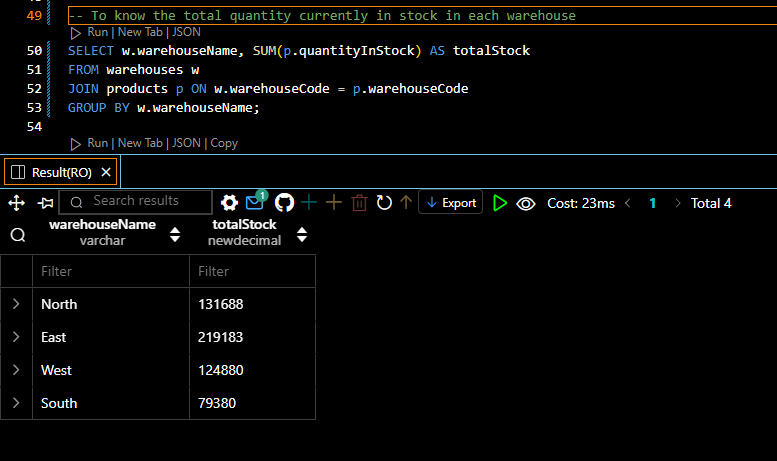 49 -- To know the total quantity currently in stock in each warehouse
Run | New Tab | JSON
50 SELECT w.warehouseName, SUM(p.quantityInStock) AS totalStock
51 FROM warehouses w
52 JOIN products p ON w.warehouseCode = p.warehouseCode
53 GROUP BY w.warehouseName;
54
Run | New Tab | JSON | Copy
Result(RO)
Search results 1 Export Cost: 23ms 1 Total 4
warehouseName totalStock
varchar newdecimal
Filter Filter
North 131688
East 219183
West 124880
South 79380